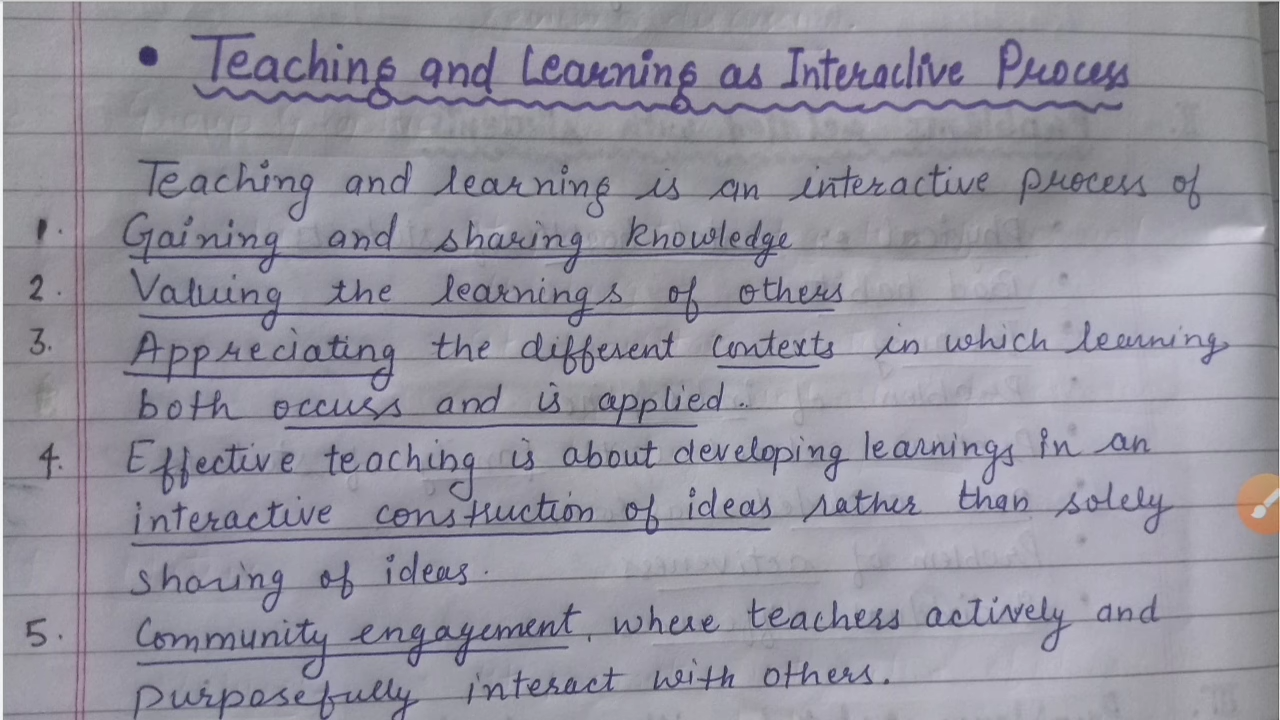 • Teaching and Learning as Interactive Process
Teaching and learning is an interactive process of
1. Gaining and sharing knowledge
2. Valuing the learnings of others
3. Appreciating the different contexts in which learning
both occurs and is applied.
4. Effective teaching is about developing learnings in an
interactive construction of ideas rather than solely
sharing of ideas.
5. Community engagement, where teachers actively and
purposefully interact with others.